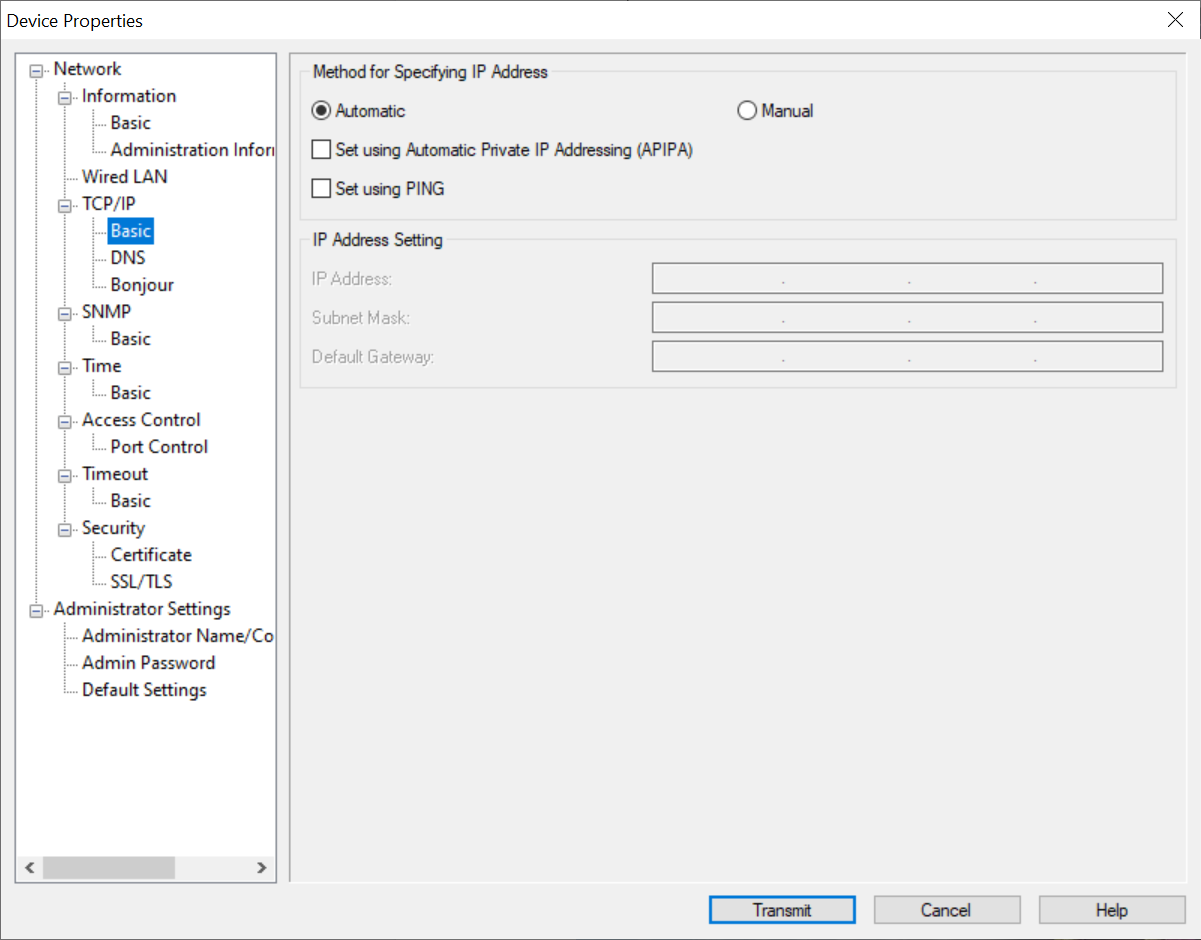 Device Properties
Network
Information
Basic
Administration Infor
Wired LAN
TCP/IP
Basic
DNS
Bonjour
SNMP
Basic
Time
Basic
Access Control
Port Control
Timeout
Basic
Security
Certificate
SSL/TLS
Administrator Settings
Administrator Name/Co
Admin Password
Default Settings
Method for Specifying IP Address
Automatic Manual
Set using Automatic Private IP Addressing (APIPA)
Set using PING
IP Address Setting
IP Address: . . .
Subnet Mask: . . .
Default Gateway: . . .
Transmit Cancel Help